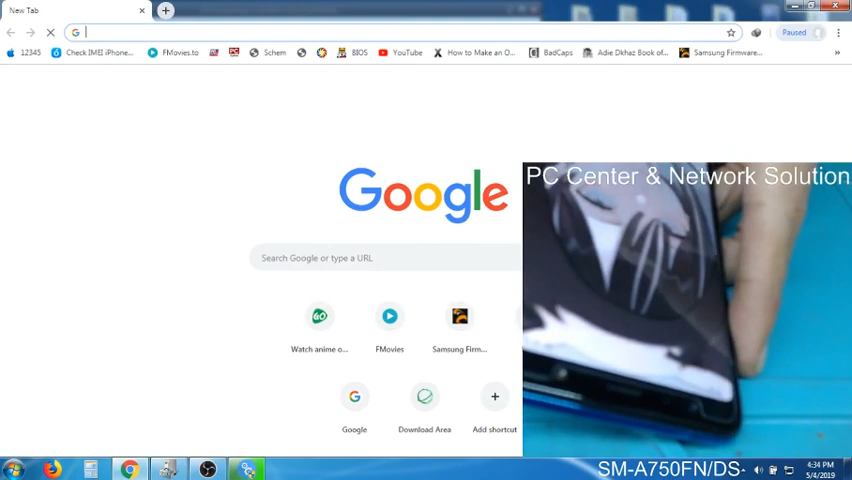 New Tab
Paused
12345
Check IMEI iPhone...
FMovies.to
Schem
BIOS
YouTube
How to Make an O...
BadCaps
Adie Dkhaz Book of...
Samsung Firmware...
Google
PC Center & Network Solution
Search Google or type a URL
Watch anime o...
FMovies
Samsung Firm...
Google
Download Area
Add shortcut
SM-A750FN/DS
4:34 PM
5/4/2019